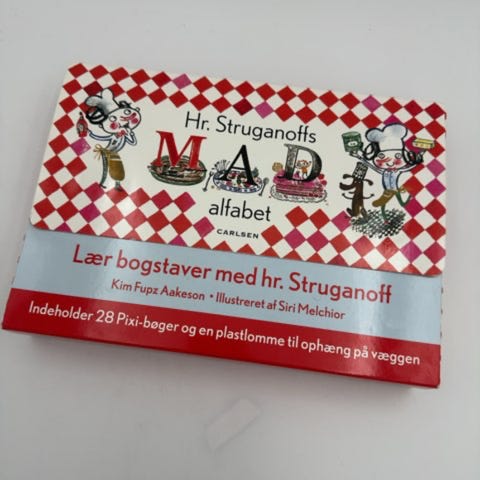 Hr. Struganoffs
MAD
alfabet
CARLSEN
Lær bogstaver med hr. Struganoff
Kim Fupz Aakeson • Illustreret af Siri Melchior
Indeholder 28 Pixi-bøger og en plastlomme til ophæng på væggen